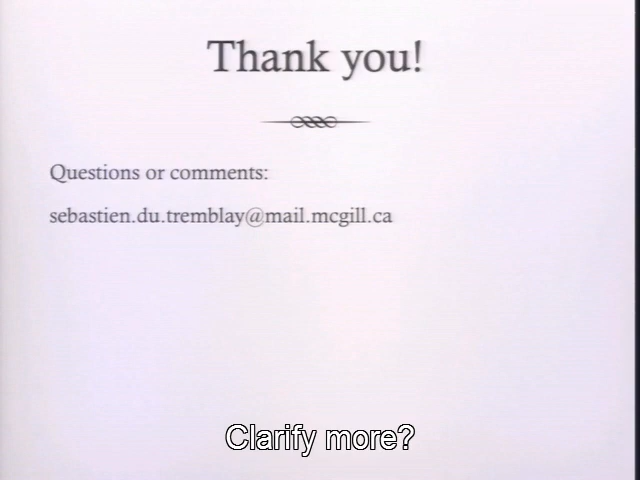 Thank you!
Questions or comments:
sebastien.du.tremblay@mail.mcgill.ca
Clarify more?